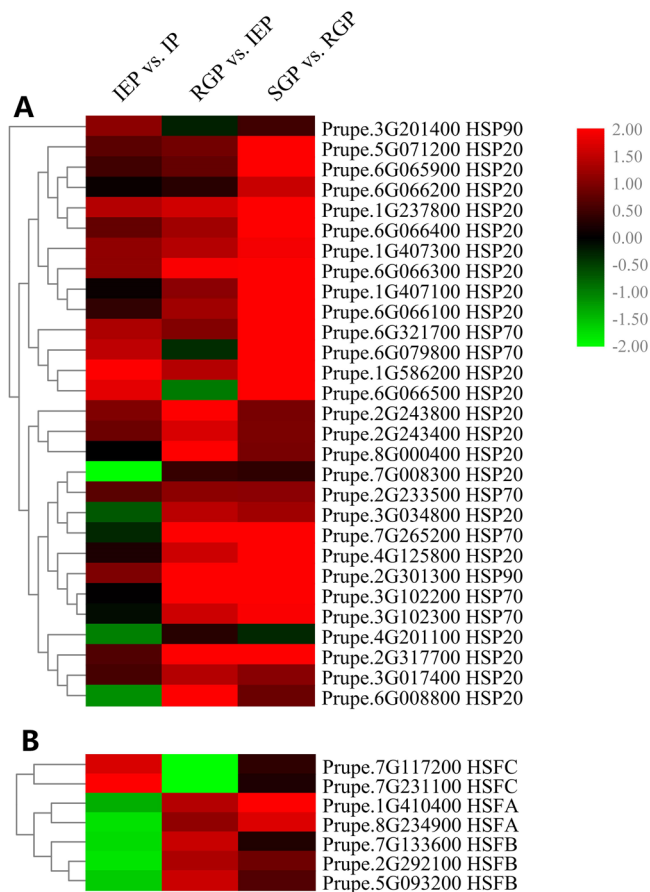 IEP vs. IP
RGP vs. IEP
SGP vs. RGP
A
Prupe.3G201400 HSP90
Prupe.5G071200 HSP20
Prupe.6G065900 HSP20
Prupe.6G066200 HSP20
Prupe.1G237800 HSP20
Prupe.6G066400 HSP20
Prupe.1G407300 HSP20
Prupe.6G066300 HSP20
Prupe.1G407100 HSP20
Prupe.6G066100 HSP20
Prupe.6G321700 HSP70
Prupe.6G079800 HSP70
Prupe.1G586200 HSP20
Prupe.6G066500 HSP20
Prupe.2G243800 HSP20
Prupe.2G243400 HSP20
Prupe.8G000400 HSP20
Prupe.7G008300 HSP20
Prupe.2G233500 HSP70
Prupe.3G034800 HSP20
Prupe.7G265200 HSP70
Prupe.4G125800 HSP20
Prupe.2G301300 HSP90
Prupe.3G102200 HSP70
Prupe.3G102300 HSP70
Prupe.4G201100 HSP20
Prupe.2G317700 HSP20
Prupe.3G017400 HSP20
Prupe.6G008800 HSP20
2.00
1.50
1.00
0.50
0.00
-0.50
-1.00
-1.50
-2.00
B
Prupe.7G117200 HSFC
Prupe.7G231100 HSFC
Prupe.1G410400 HSFA
Prupe.8G234900 HSFA
Prupe.7G133600 HSFB
Prupe.2G292100 HSFB
Prupe.5G093200 HSFB